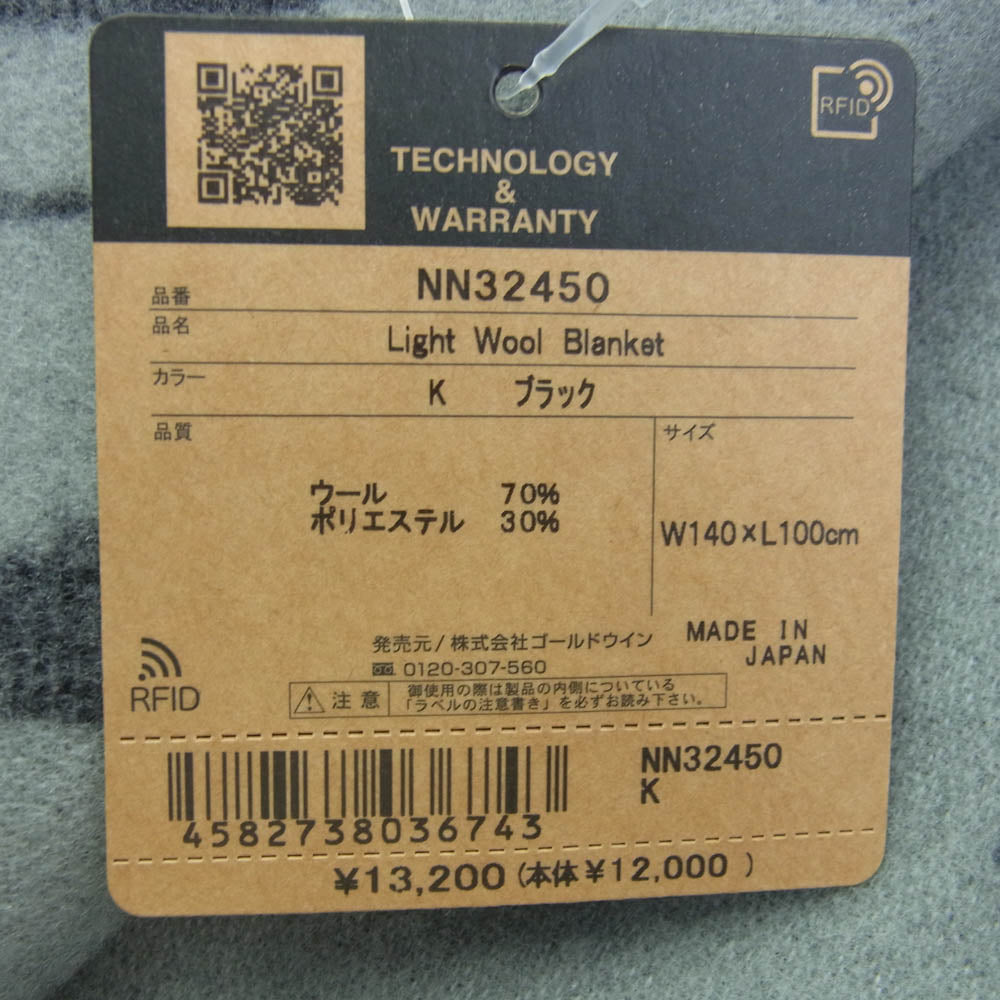 RFID
TECHNOLOGY
&
WARRANTY
品番 NN32450
品名 Light Wool Blanket
カラー K ブラック
品質
サイズ
ウール 70%
ポリエステル 30%
W140×L100cm
発売元/株式会社ゴールドウイン
0120-307-560
MADE IN
JAPAN
RFID
注意
御使用の際は製品の内側についている
「ラベルの注意書き」を必ずお読み下さい。
NN32450
K
4582738036743
¥13,200(本体¥12,000 )